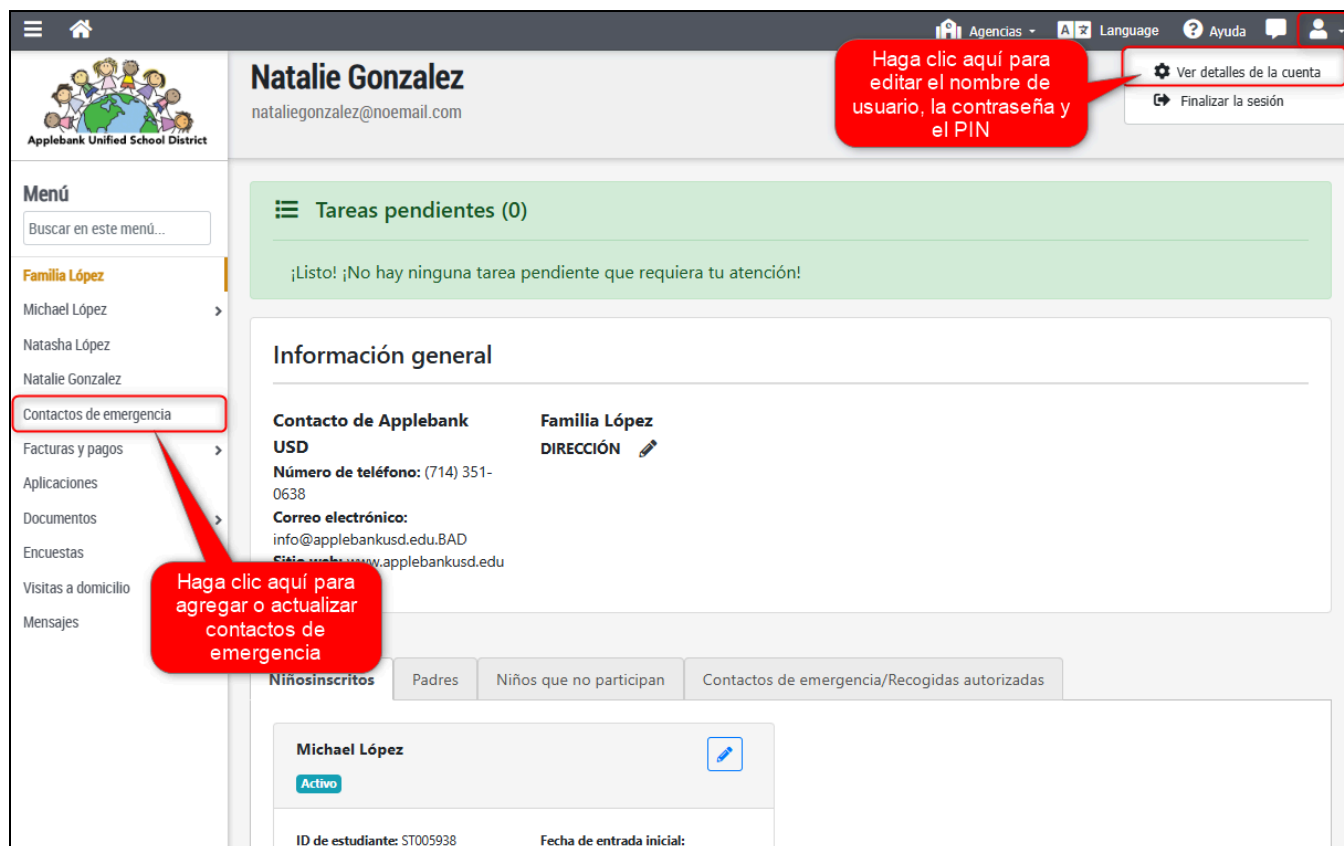 Agencias
Language
Ayuda
Applebank Unified School District
Natalie Gonzalez
nataliegonzalez@noemail.com
Haga clic aquí para
editar el nombre de
usuario, la contraseña y
el PIN
Ver detalles de la cuenta
Finalizar la sesión
Menú
Buscar en este menú...
Familia López
Michael López
Natasha López
Natalie Gonzalez
Contactos de emergencia
Facturas y pagos
Aplicaciones
Documentos
Encuestas
Visitas a domicilio
Mensajes
Haga clic aquí para
agregar o actualizar
contactos de
emergencia
Tareas pendientes (0)
¡Listo! ¡No hay ninguna tarea pendiente que requiera tu atención!
Información general
Contacto de Applebank
USD
Número de teléfono: (714) 351-
0638
Correo electrónico:
info@applebankusd.edu.BAD
www.applebankusd.edu
Familia López
DIRECCIÓN
Niñosinscritos
Padres
Niños que no participan
Contactos de emergencia/Recogidas autorizadas
Michael López
Activo
ID de estudiante: ST005938
Fecha de entrada inicial: